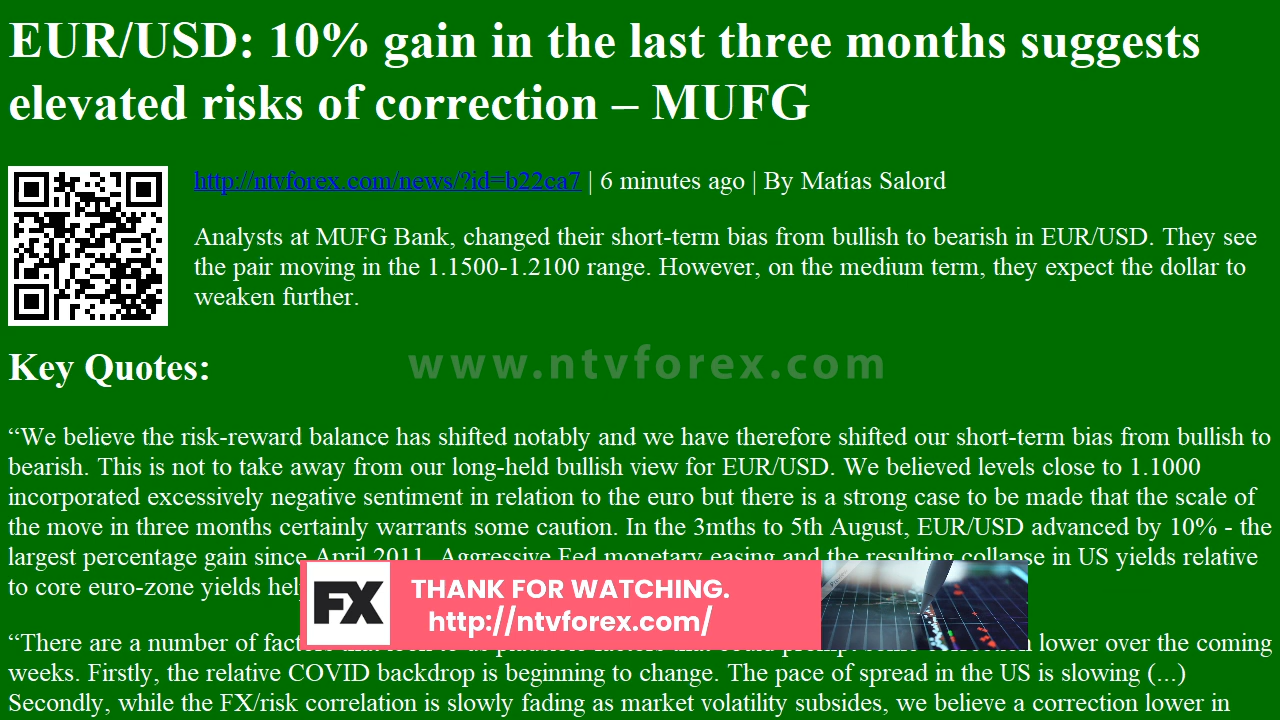 EUR/USD: 10% gain in the last three months suggests
elevated risks of correction – MUFG
http://ntvforex.com/news/?id=b22ca7 | 6 minutes ago | By Matías Salord
Analysts at MUFG Bank, changed their short-term bias from bullish to bearish in EUR/USD. They see
the pair moving in the 1.1500-1.2100 range. However, on the medium term, they expect the dollar to
weaken further.
www.ntvforex.com
Key Quotes:
“We believe the risk-reward balance has shifted notably and we have therefore shifted our short-term bias from bullish to
bearish. This is not to take away from our long-held bullish view for EUR/USD. We believed levels close to 1.1000
incorporated excessively negative sentiment in relation to the euro but there is a strong case to be made that the scale of
the move in three months certainly warrants some caution. In the 3mths to 5th August, EUR/USD advanced by 10% - the
largest percentage gain since April 2011. Aggressive Fed monetary easing and the resulting collapse in US yields relative
to core euro-zone yields
FX
THANK FOR WATCHING.
http://ntvforex.com/
“There are a number of lower over the coming
weeks. Firstly, the relative COVID backdrop is beginning to change. The pace of spread in the US is slowing (...)
Secondly, while the FX/risk correlation is slowly fading as market volatility subsides, we believe a correction lower in